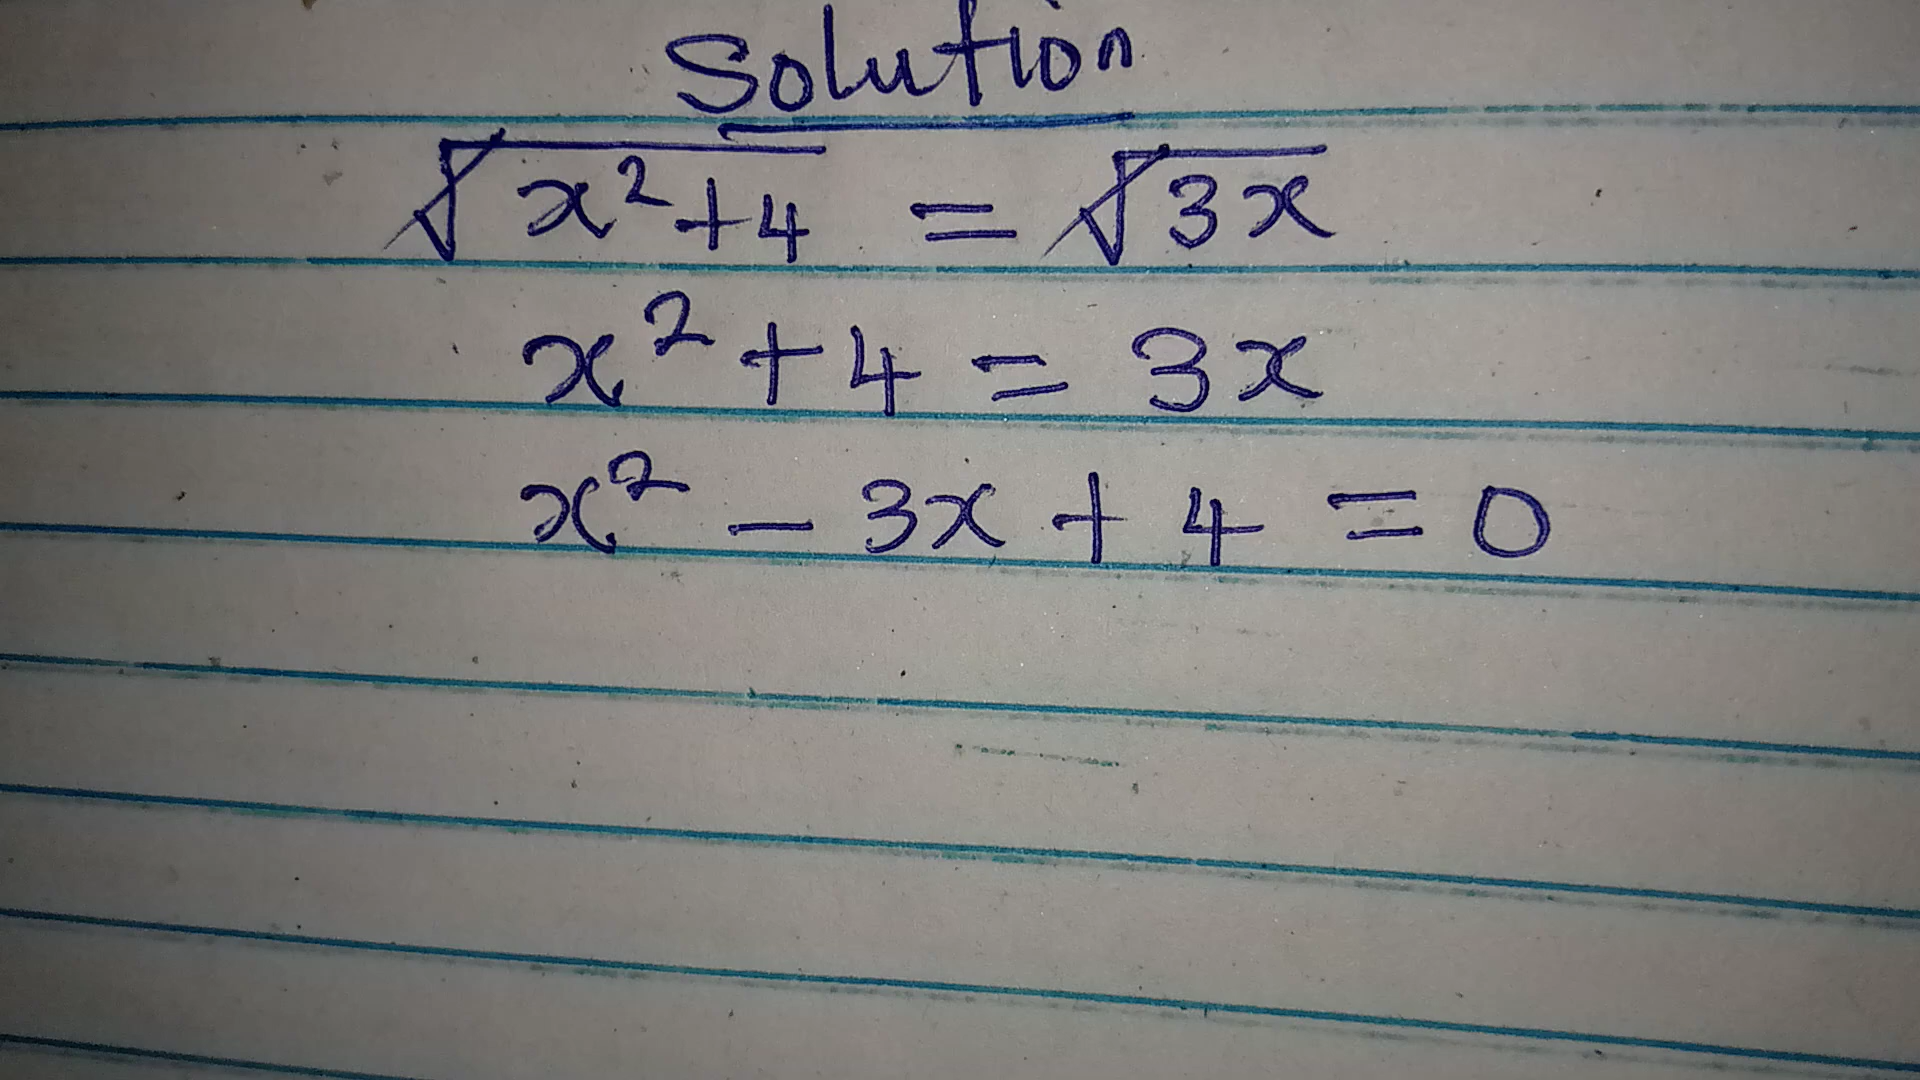 Solution
√x²+4 = √3x
x² + 4 = 3x
x² - 3x + 4 = 0